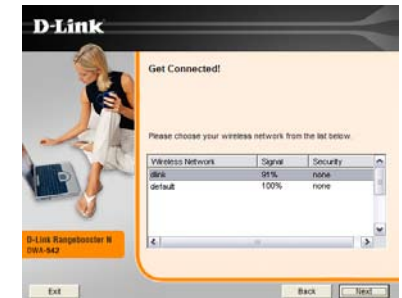 D-Link
Get Connected!
Please choose your wireless network from the list below.
Wireless Network Signal Security
dlink 91% none
default 100% none
D-Link Rangebooster N
DWA-542
Exit Back Next